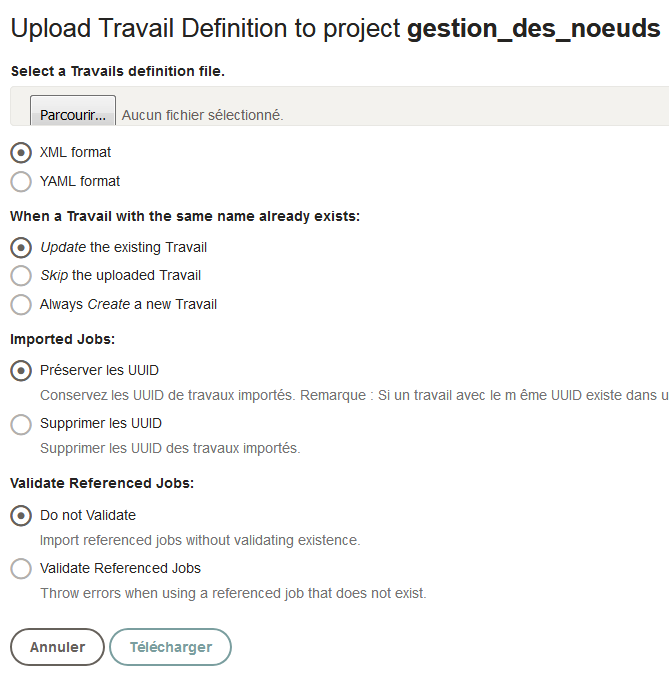 Upload Travail Definition to project gestion_des_noeuds
Select a Travails definition file.
Parcourir... Aucun fichier sélectionné.
XML format
YAML format
When a Travail with the same name already exists:
Update the existing Travail
Skip the uploaded Travail
Always Create a new Travail
Imported Jobs:
Préserver les UUID
Conservez les UUID de travaux importés. Remarque : Si un travail avec le m ême UUID existe dans u
Supprimer les UUID
Supprimer les UUID des travaux importés.
Validate Referenced Jobs:
Do not Validate
Import referenced jobs without validating existence.
Validate Referenced Jobs
Throw errors when using a referenced job that does not exist.
Annuler Télécharger